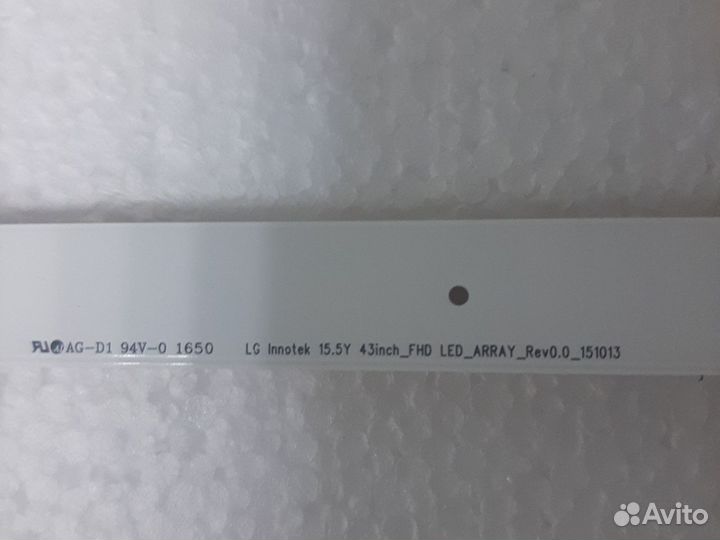 AG-D1 94V-0 1650 LG Innotek 15.5Y 43inch_FHD LED_ARRAY_Rev0.0_151013
Avito